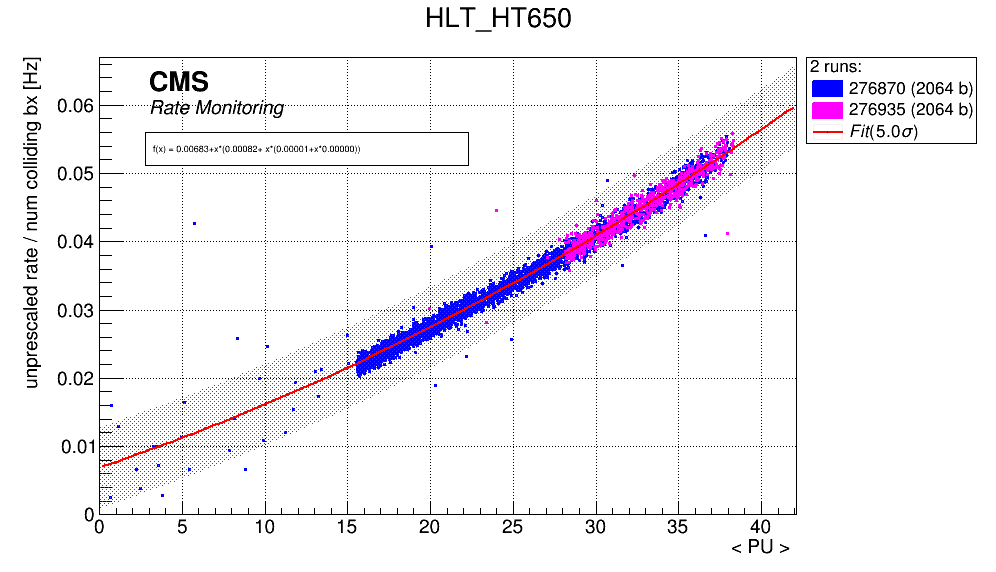 HLT_HT650
unprescaled rate / num colliding bx [Hz]
CMS
Rate Monitoring
f(x) = 0.00683+x*(0.00082+ x*(0.00001+x*0.00000))
2 runs:
276870 (2064 b)
276935 (2064 b)
Fit(5.0σ)
0.06
0.05
0.04
0.03
0.02
0.01
0
0 5 10 15 20 25 30 35 40
< PU >